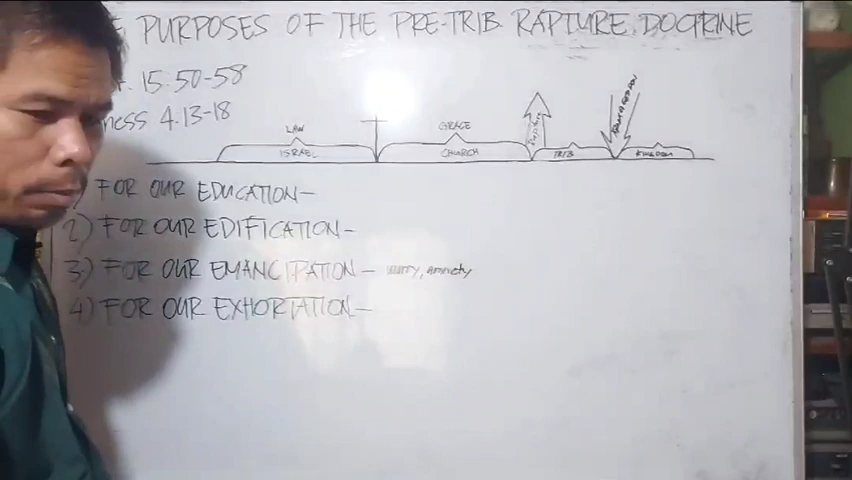 PURPOSES OF THE PRE-TRIB RAPTURE DOCTRINE
15:50-58
4:13-18
LAW
GRACE
ISRAEL
CHURCH
TRIB
KINGDOM
FOR OUR EDUCATION—
2) FOR OUR EDIFICATION—
3) FOR OUR EMANCIPATION— worry, anxiety
4) FOR OUR EXHORTATION—